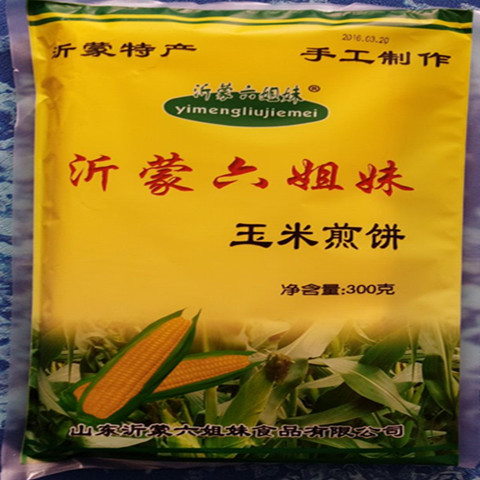 2016.03.20
沂蒙特产 手工制作
沂蒙六姐妹®
yimengliujiemei
沂蒙六姐妹
玉米煎饼
净含量:300克
山东沂蒙六姐妹食品有限公司